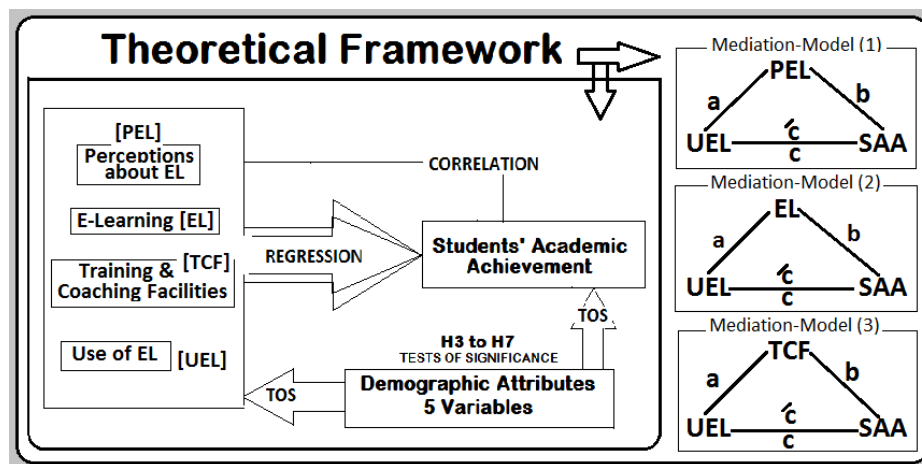 Theoretical Framework
[PEL]
Perceptions
about EL
E-Learning [EL]
Training & [TCF]
Coaching Facilities
Use of EL
[UEL]
CORRELATION
REGRESSION
Students' Academic
Achievement
TOS
H3 to H7
TESTS OF SIGNIFICANCE
TOS
Demographic Attributes
5 Variables
Mediation-Model (1)
PEL
a
b
UEL
ć
SAA
c
Mediation-Model (2)
EL
a
b
UEL
ć
SAA
c
Mediation-Model (3)
TCF
a
b
UEL
ć
SAA
c